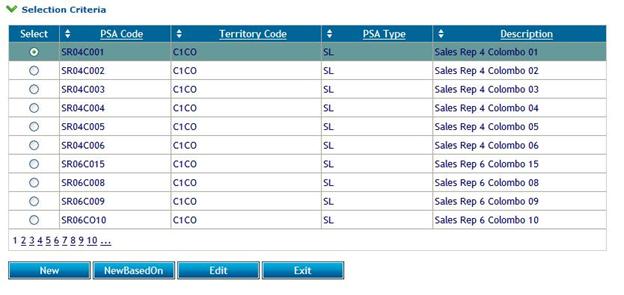 Selection Criteria
Select PSA Code Territory Code PSA Type Description
SR04C001 C1CO SL Sales Rep 4 Colombo 01
SR04C002 C1CO SL Sales Rep 4 Colombo 02
SR04C003 C1CO SL Sales Rep 4 Colombo 03
SR04C004 C1CO SL Sales Rep 4 Colombo 04
SR04C005 C1CO SL Sales Rep 4 Colombo 05
SR04C006 C1CO SL Sales Rep 4 Colombo 06
SR06C015 C1CO SL Sales Rep 6 Colombo 15
SR06C008 C1CO SL Sales Rep 6 Colombo 08
SR06C009 C1CO SL Sales Rep 6 Colombo 09
SR06CO10 C1CO SL Sales Rep 6 Colombo 10
1 2 3 4 5 6 7 8 9 10 ...
New NewBasedOn Edit Exit